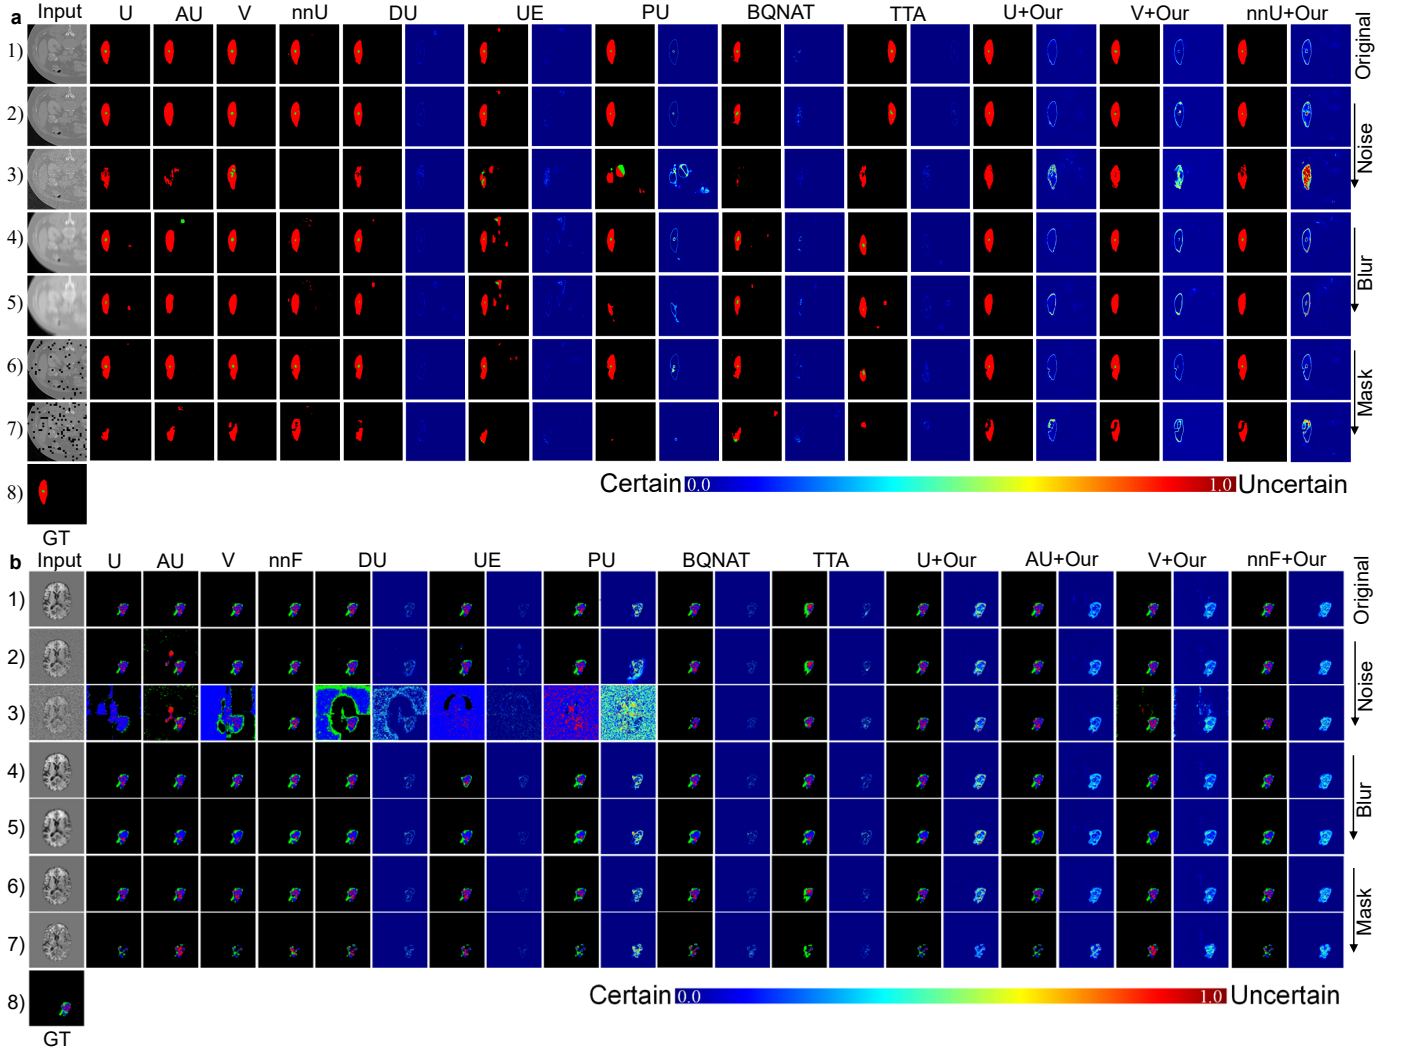 a Input U AU V nnU DU UE PU BQNAT TTA U+Our V+Our nnU+Our
1) Original
2)
Noise
3)
4)
Blur
5)
6)
Mask
7)
8)
Certain 0.0 1.0 Uncertain
GT
b Input U AU V nnF DU UE PU BQNAT TTA U+Our AU+Our V+Our nnF+Our
1) Original
2)
Noise
3)
4)
Blur
5)
6)
Mask
7)
8)
Certain 0.0 1.0 Uncertain
GT